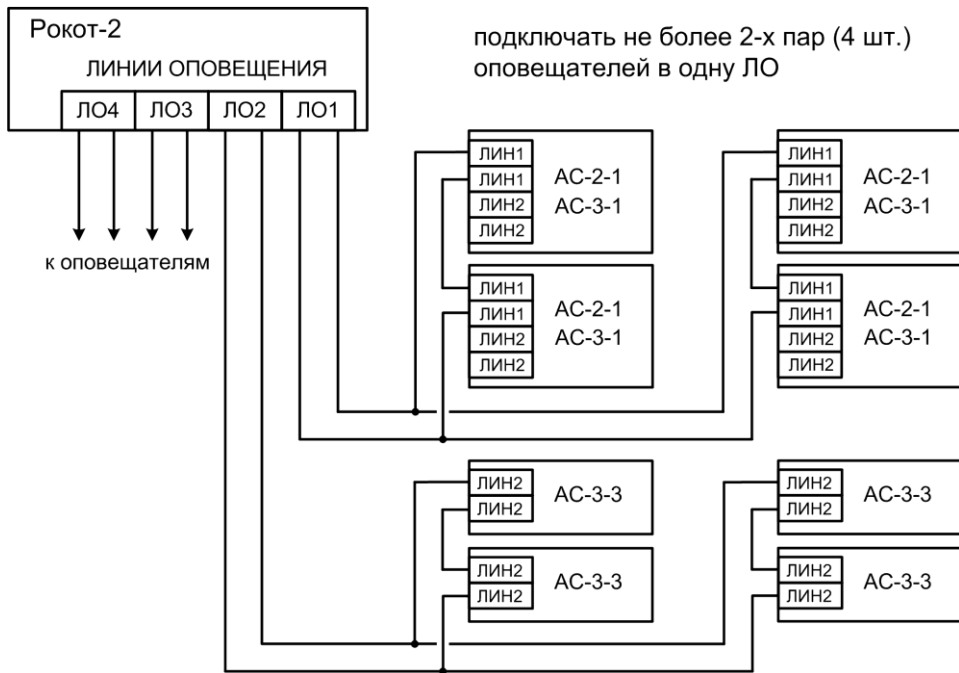 Рокот-2
ЛИНИИ ОПОВЕЩЕНИЯ
ЛО4 ЛО3 ЛО2 ЛО1
к оповещателям
подключать не более 2-х пар (4 шт.)
оповещателей в одну ЛО
ЛИН1
ЛИН1
ЛИН2
ЛИН2
АС-2-1
АС-3-1
ЛИН1
ЛИН1
ЛИН2
ЛИН2
АС-2-1
АС-3-1
ЛИН1
ЛИН1
ЛИН2
ЛИН2
АС-2-1
АС-3-1
ЛИН1
ЛИН1
ЛИН2
ЛИН2
АС-2-1
АС-3-1
ЛИН2
ЛИН2
АС-3-3
ЛИН2
ЛИН2
АС-3-3
ЛИН2
ЛИН2
АС-3-3
ЛИН2
ЛИН2
АС-3-3